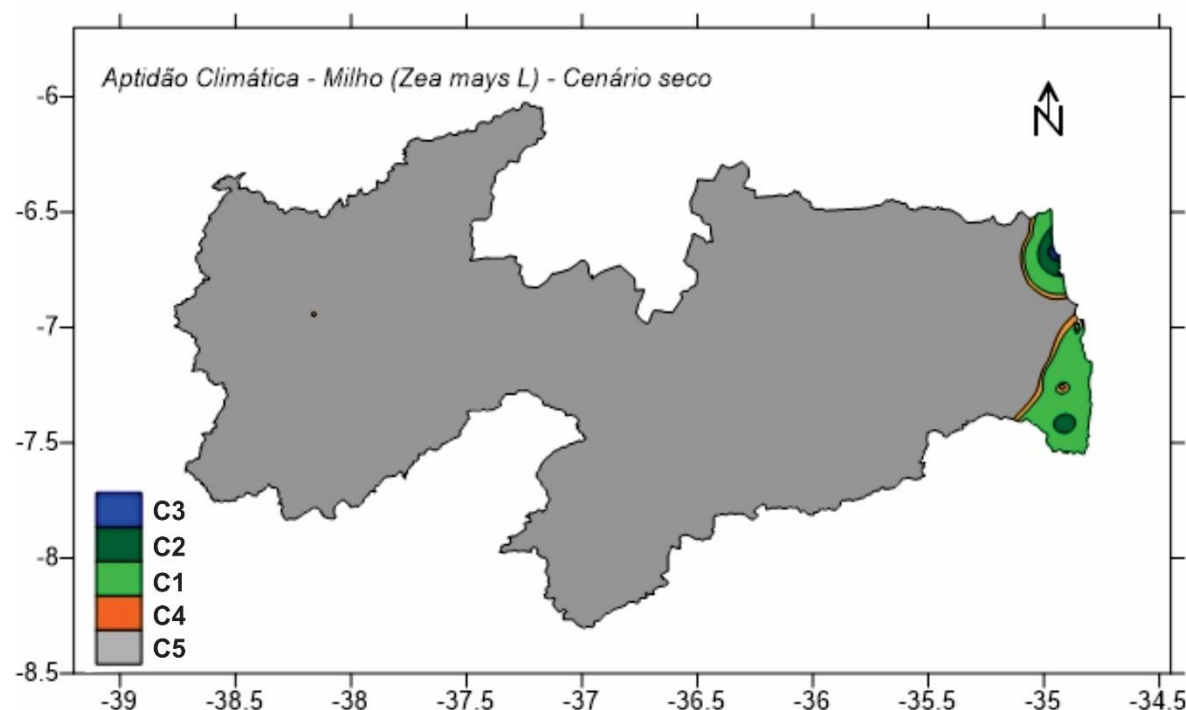 Aptidão Climática - Milho (Zea mays L) - Cenário seco
N
-6
-6.5
-7
-7.5
-8
-8.5
C3
C2
C1
C4
C5
-39 -38.5 -38 -37.5 -37 -36.5 -36 -35.5 -35 -34.5